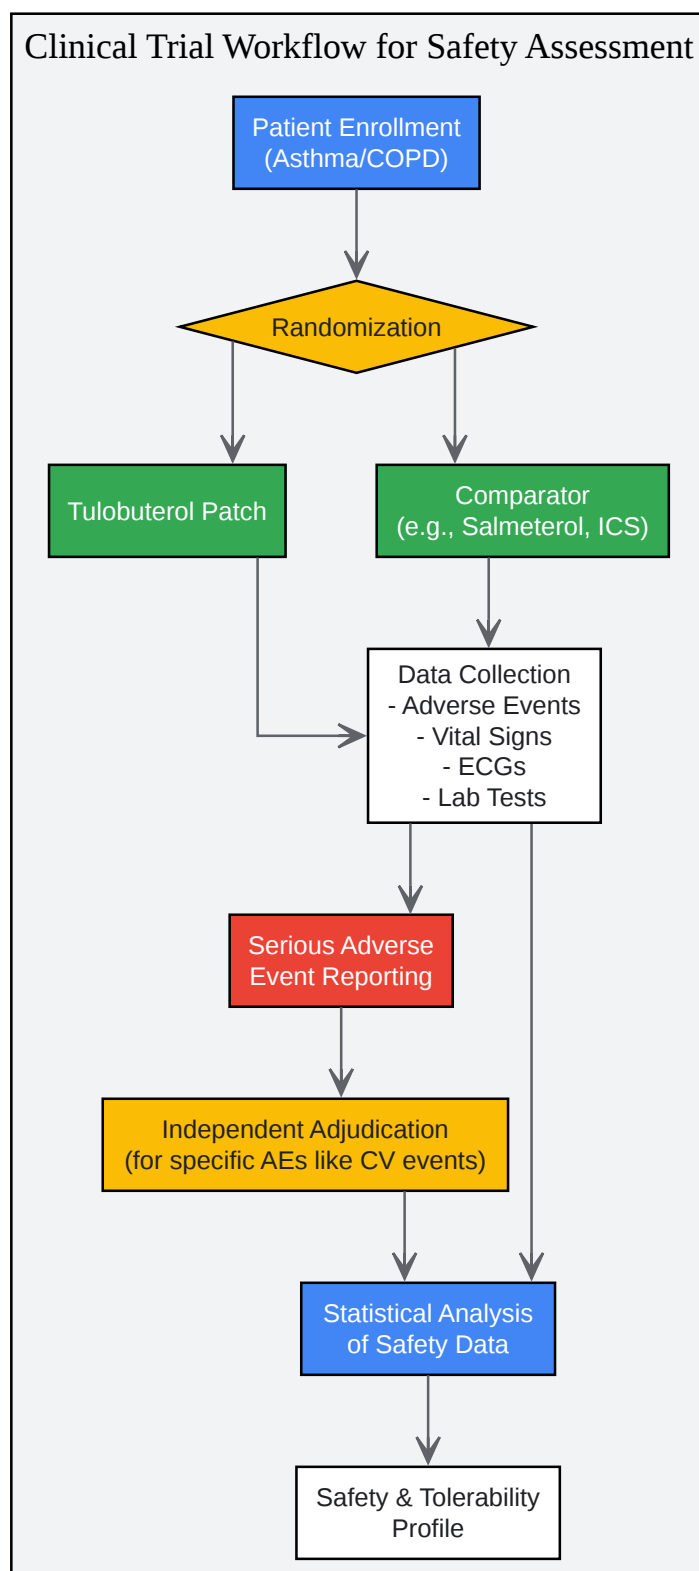 Clinical Trial Workflow for Safety Assessment
Patient Enrollment
(Asthma/COPD)
Randomization
Tulobuterol Patch
Comparator
(e.g., Salmeterol, ICS)
Data Collection
- Adverse Events
- Vital Signs
- ECGs
- Lab Tests
Serious Adverse
Event Reporting
Independent Adjudication
(for specific AEs like CV events)
Statistical Analysis
of Safety Data
Safety & Tolerability
Profile